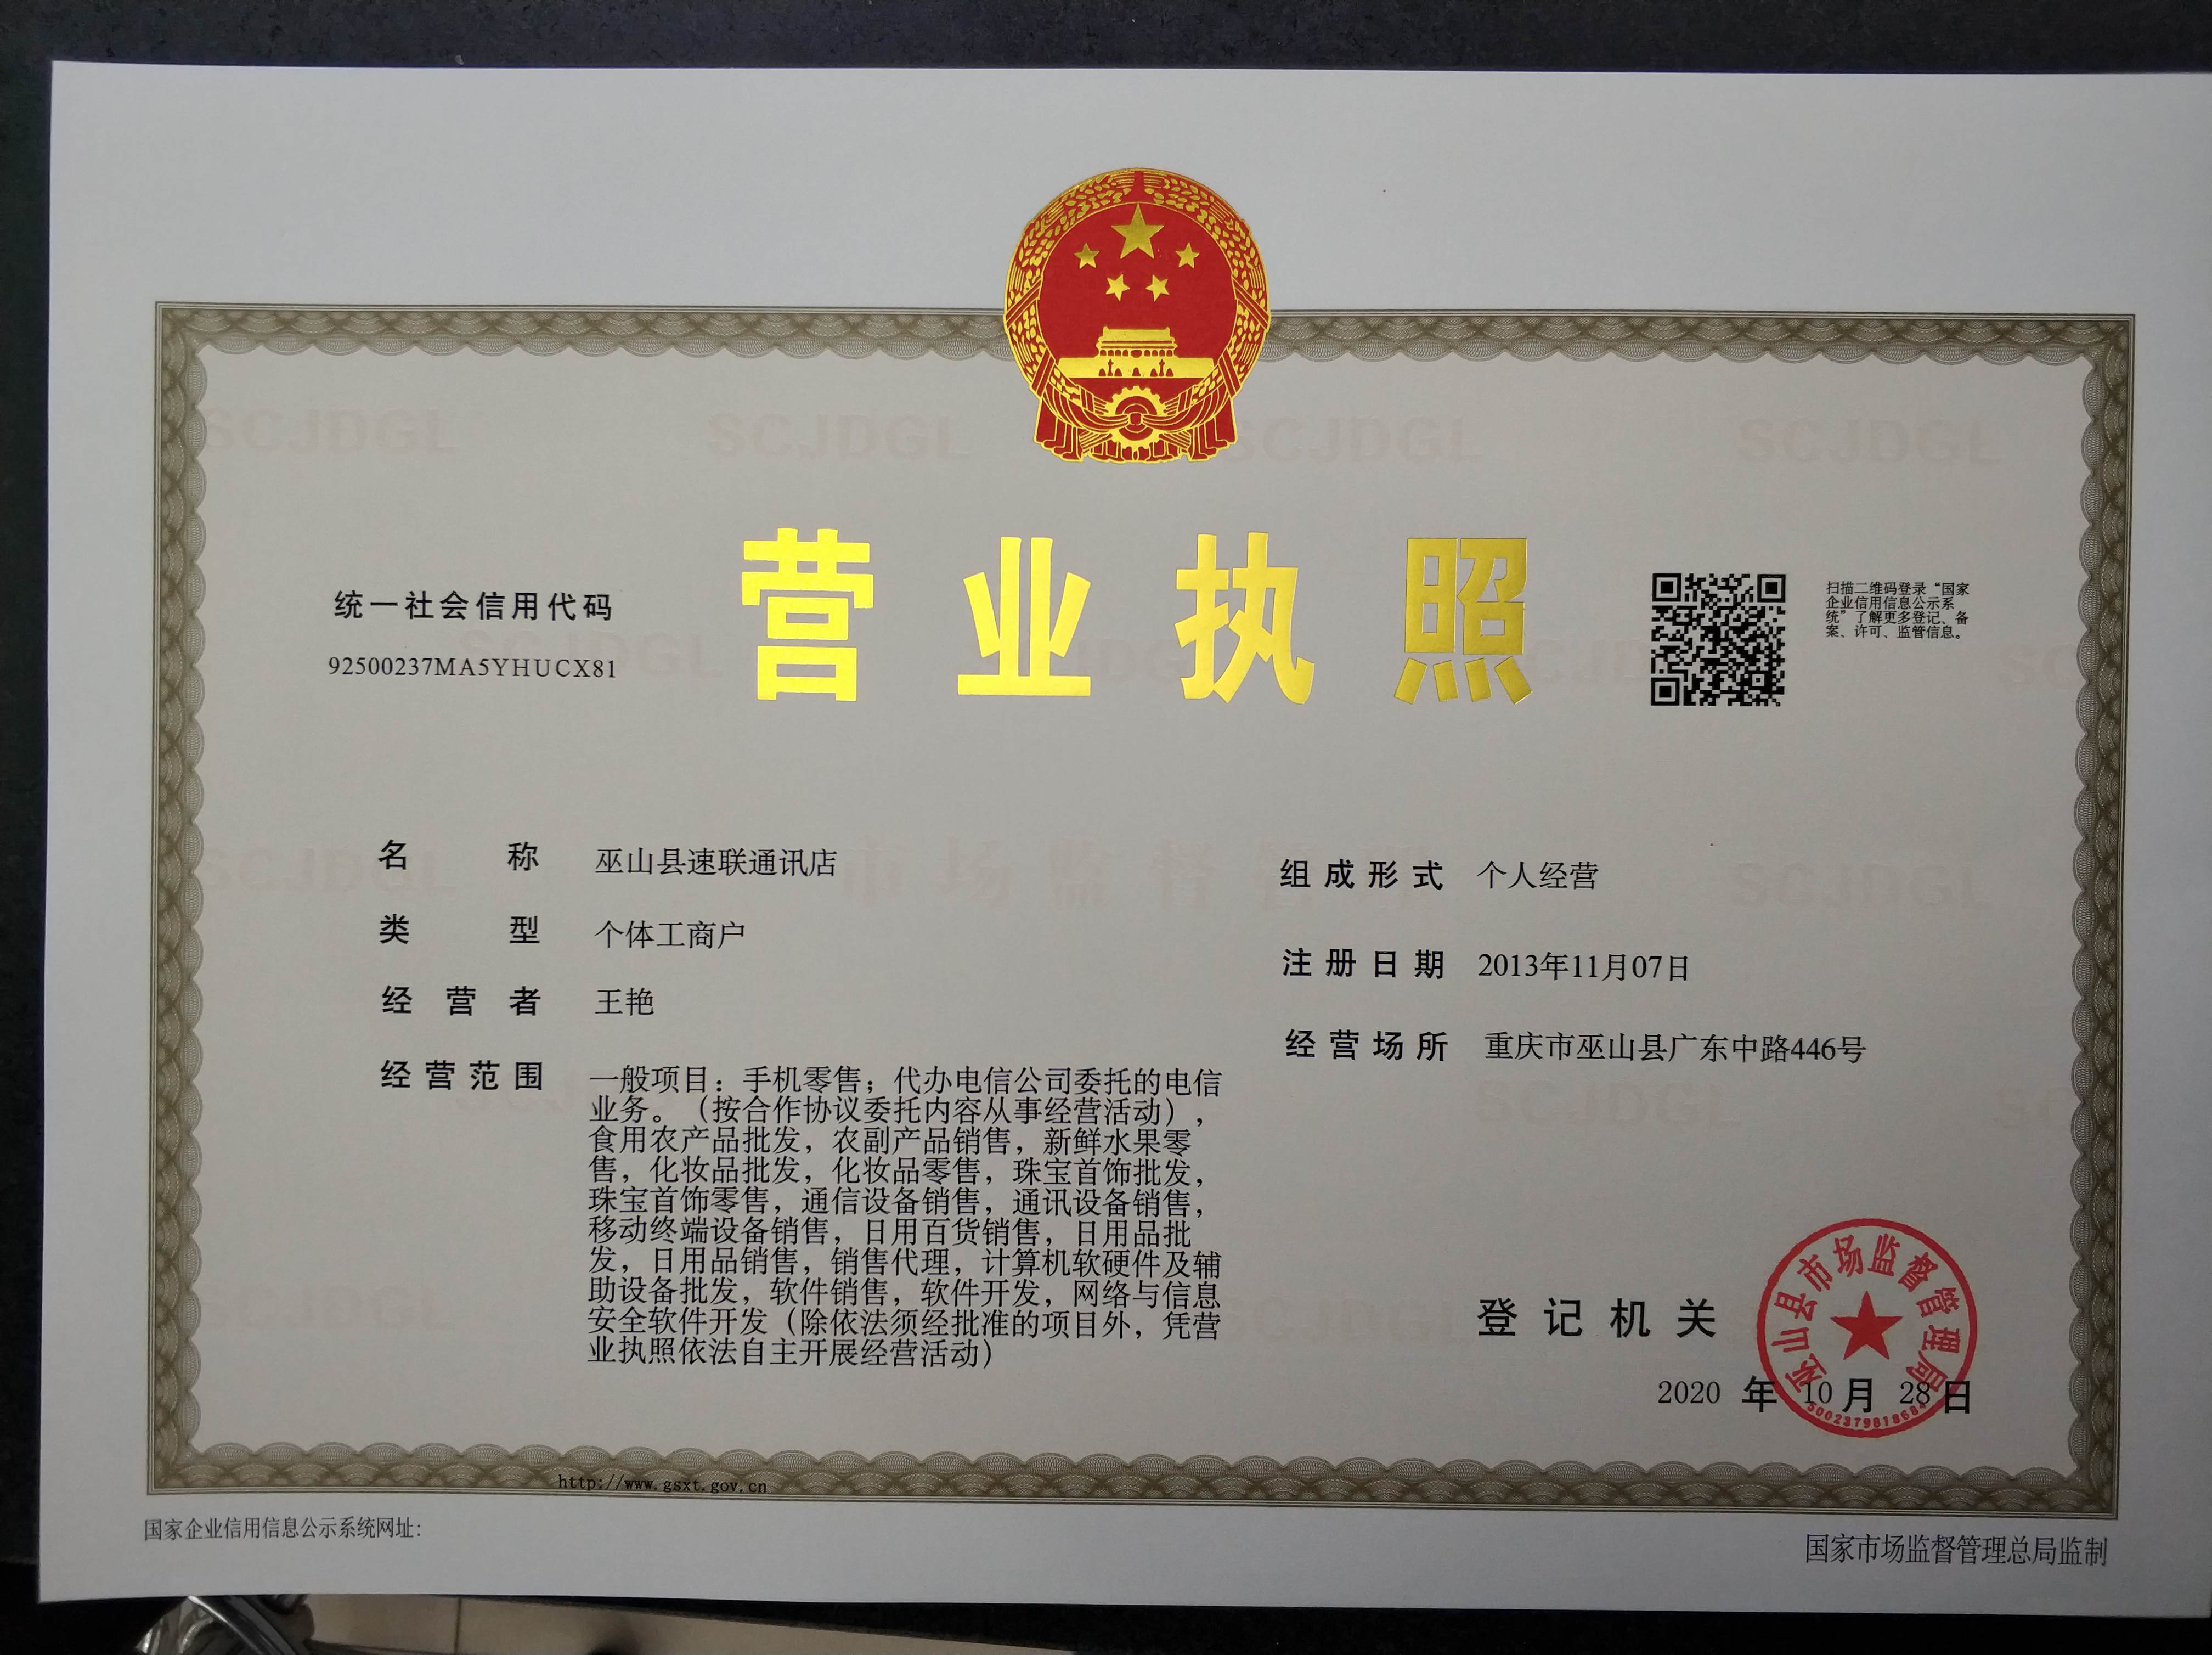 营业执照
统一社会信用代码
92500237MA5YHUCX81
扫描二维码登录“国家
企业信用信息公示系
统”了解更多登记、备
案、许可、监管信息。
名称 巫山县速联通讯店
类型 个体工商户
经营者 王艳
经营范围 一般项目：手机零售；代办电信公司委托的电信
业务。（按合作协议委托内容从事经营活动），
食用农产品批发，农副产品销售，新鲜水果零
售，化妆品批发，化妆品零售，珠宝首饰批发，
珠宝首饰零售，通信设备销售，通讯设备销售，
移动终端设备销售，日用百货销售，日用品批
发，日用品销售，销售代理，计算机软硬件及辅
助设备批发，软件销售，软件开发，网络与信息
安全软件开发（除依法须经批准的项目外，凭营
业执照依法自主开展经营活动）
组成形式 个人经营
注册日期 2013年11月07日
经营场所 重庆市巫山县广东中路446号
登记机关
巫山县市场监督管理局
2020 年 10 月 28 日
http://www.gsxt.gov.cn
国家企业信用信息公示系统网址：
国家市场监督管理总局监制
SCJDGL